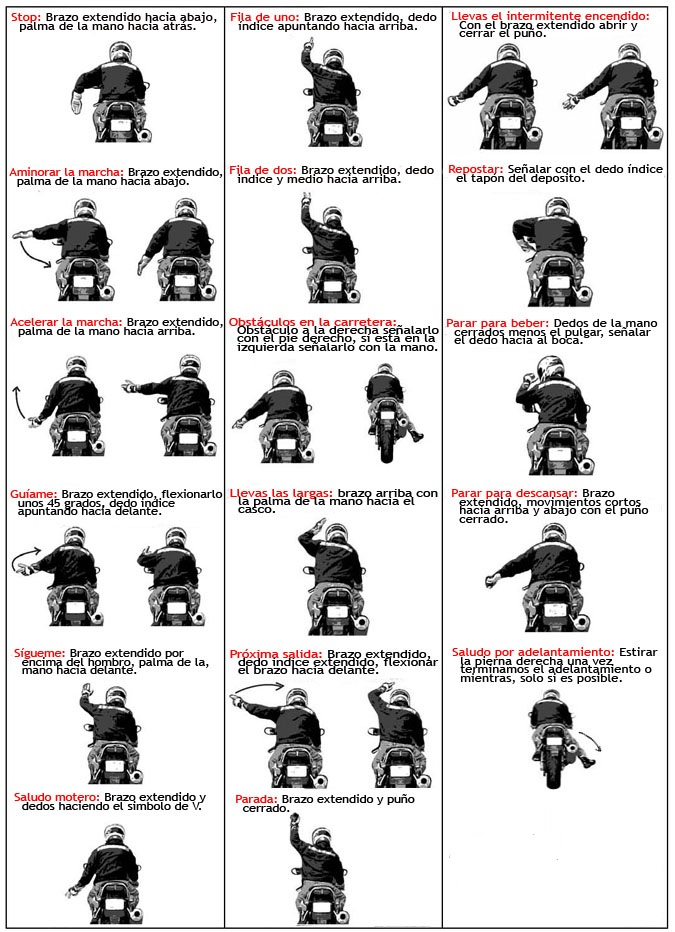 Stop: Brazo extendido hacia abajo,
palma de la mano hacia atrás.
Aminorar la marcha: Brazo extendido,
palma de la mano hacia abajo.
Acelerar la marcha: Brazo extendido,
palma de la mano hacia arriba.
Guíame: Brazo extendido, flexionarlo
unos 45 grados, dedo índice
apuntando hacia delante.
Sígueme: Brazo extendido por
encima del hombro, palma de la,
mano hacia delante.
Saludo motero: Brazo extendido y
dedos haciendo el símbolo de V.
Fila de uno: Brazo extendido, dedo
índice apuntando hacia arriba.
Fila de dos: Brazo extendido, dedo
índice y medio hacia arriba.
Obstáculos en la carretera:
Obstáculo a la derecha señalarlo
con el pie derecho, si está en la
izquierda señalarlo con la mano.
Llevas las largas: brazo arriba con
la palma de la mano hacia el
casco.
Próxima salida: Brazo extendido,
dedo índice extendido, flexionar
el brazo hacia delante.
Parada: Brazo extendido y puño
cerrado.
Llevas el intermitente encendido:
Con el brazo extendido abrir y
cerrar el puño.
Repostar: Señalar con el dedo índice
el tapón del deposito.
Parar para beber: Dedos de la mano
cerrados menos el pulgar, señalar
el dedo hacia al boca.
Parar para descansar: Brazo
extendido, movimientos cortos
hacia arriba y abajo con el puño
cerrado.
Saludo por adelantamiento: Estirar
la pierna derecha una vez
terminamos el adelantamiento o
mientras, solo si es posible.